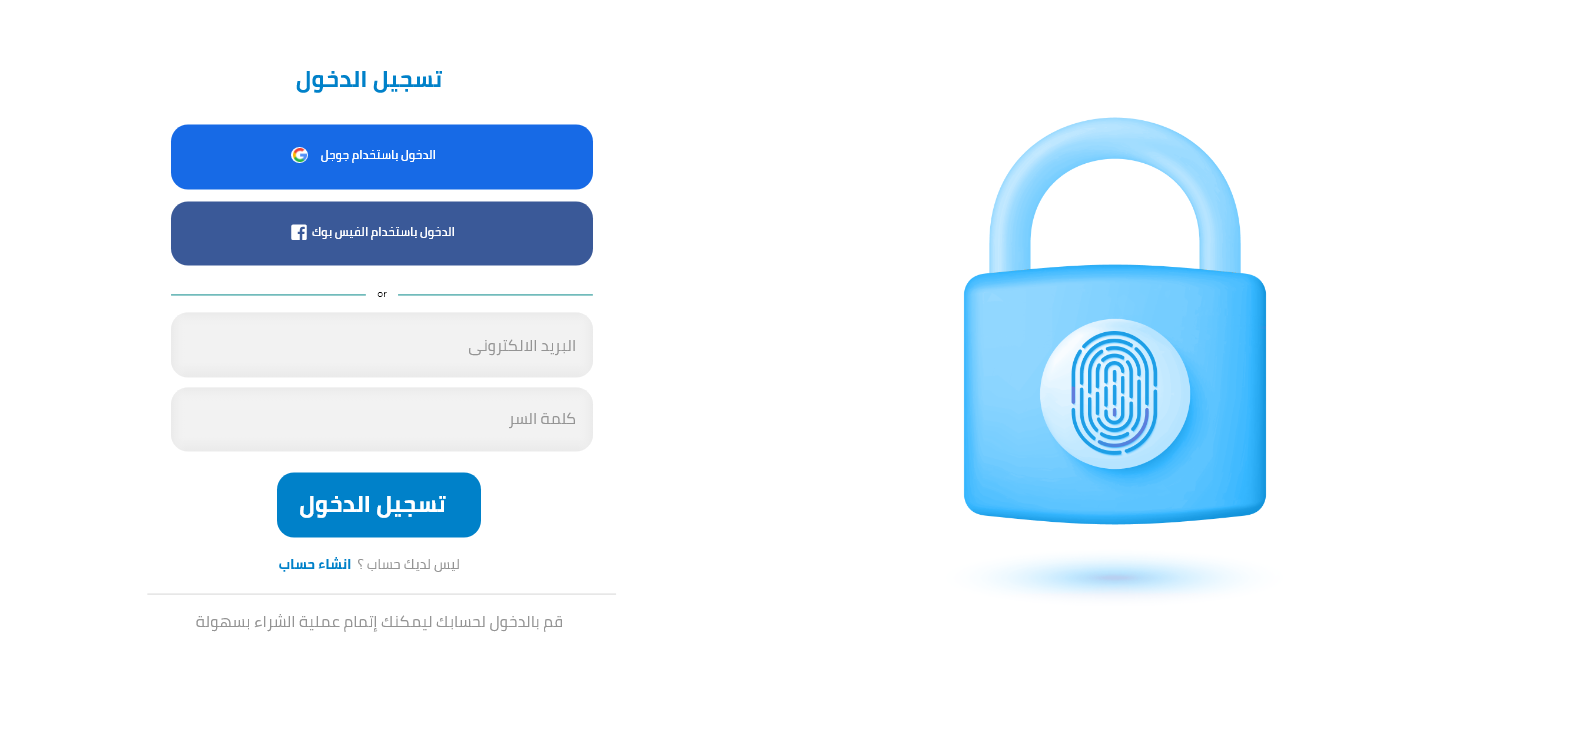 تسجيل الدخول
الدخول باستخدام جوجل
الدخول باستخدام الفيس بوك
or
البريد الالكترونى
كلمة السر
تسجيل الدخول
ليس لديك حساب ؟ انشاء حساب
قم بالدخول لحسابك ليمكنك إتمام عملية الشراء بسهولة